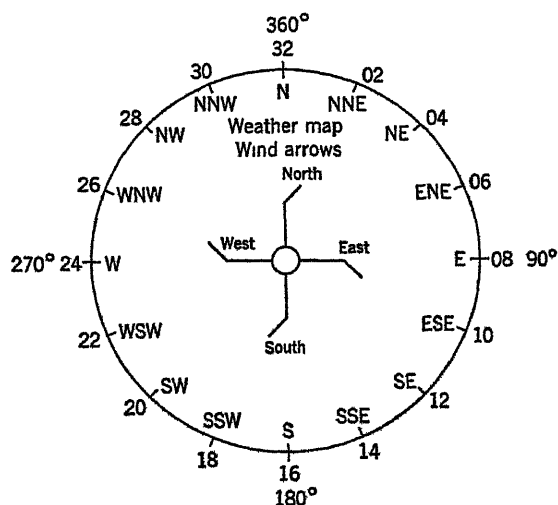 360°
32
30 02
N
NNW NNE
28 04
NW NE
Weather map
Wind arrows
North
26 06
WNW ENE
West East
270° 24 W E 08 90°
22 WSW ESE 10
South
SW SE
20 12
SSW S SSE
18 16 14
180°